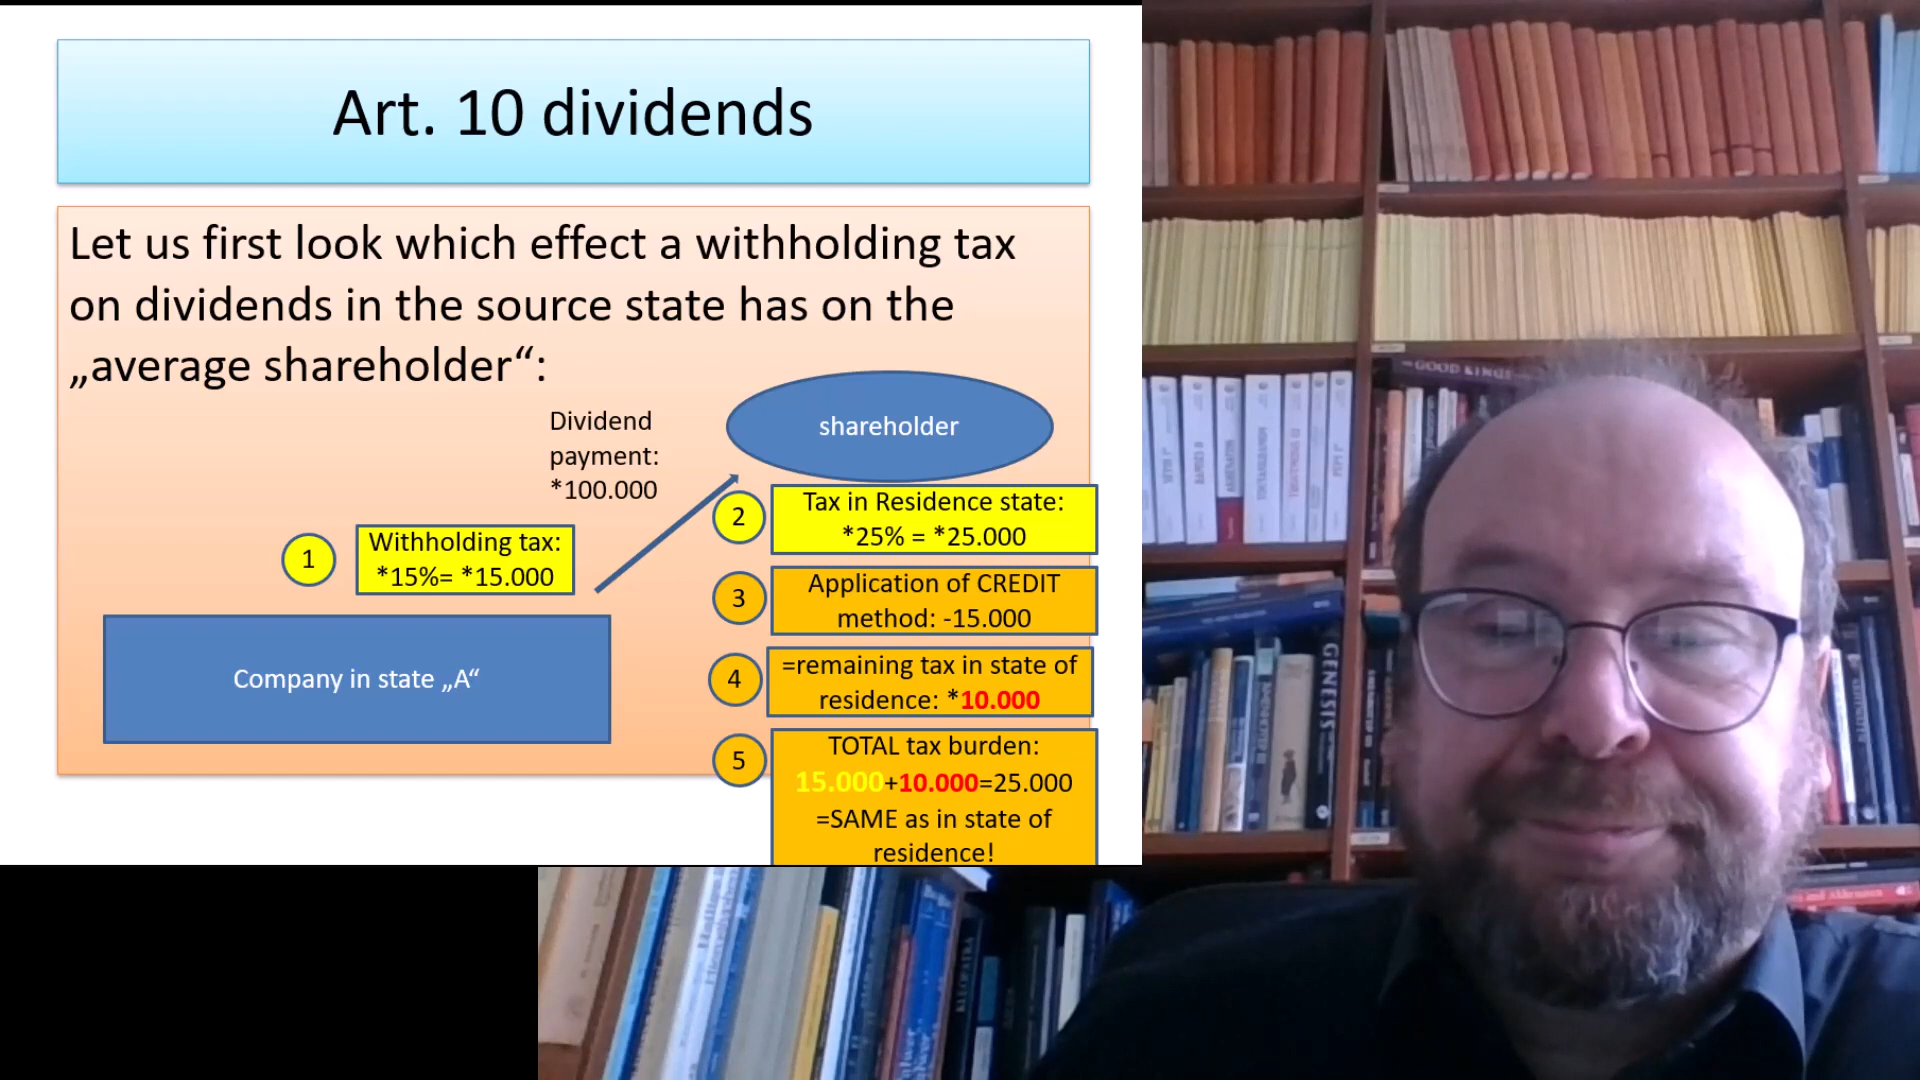 Art. 10 dividends
Let us first look which effect a withholding tax
on dividends in the source state has on the
„average shareholder“:
Dividend
payment:
*100.000
shareholder
1
Withholding tax:
*15%= *15.000
Company in state „A“
2
Tax in Residence state:
*25% = *25.000
3
Application of CREDIT
method: -15.000
4
=remaining tax in state of
residence: *10.000
5
TOTAL tax burden:
15.000+10.000=25.000
=SAME as in state of
residence!
GOOD KINGS
GENESIS
KLEOPATRA